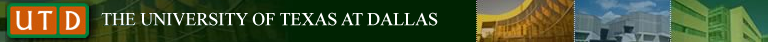 UTD THE UNIVERSITY OF TEXAS AT DALLAS